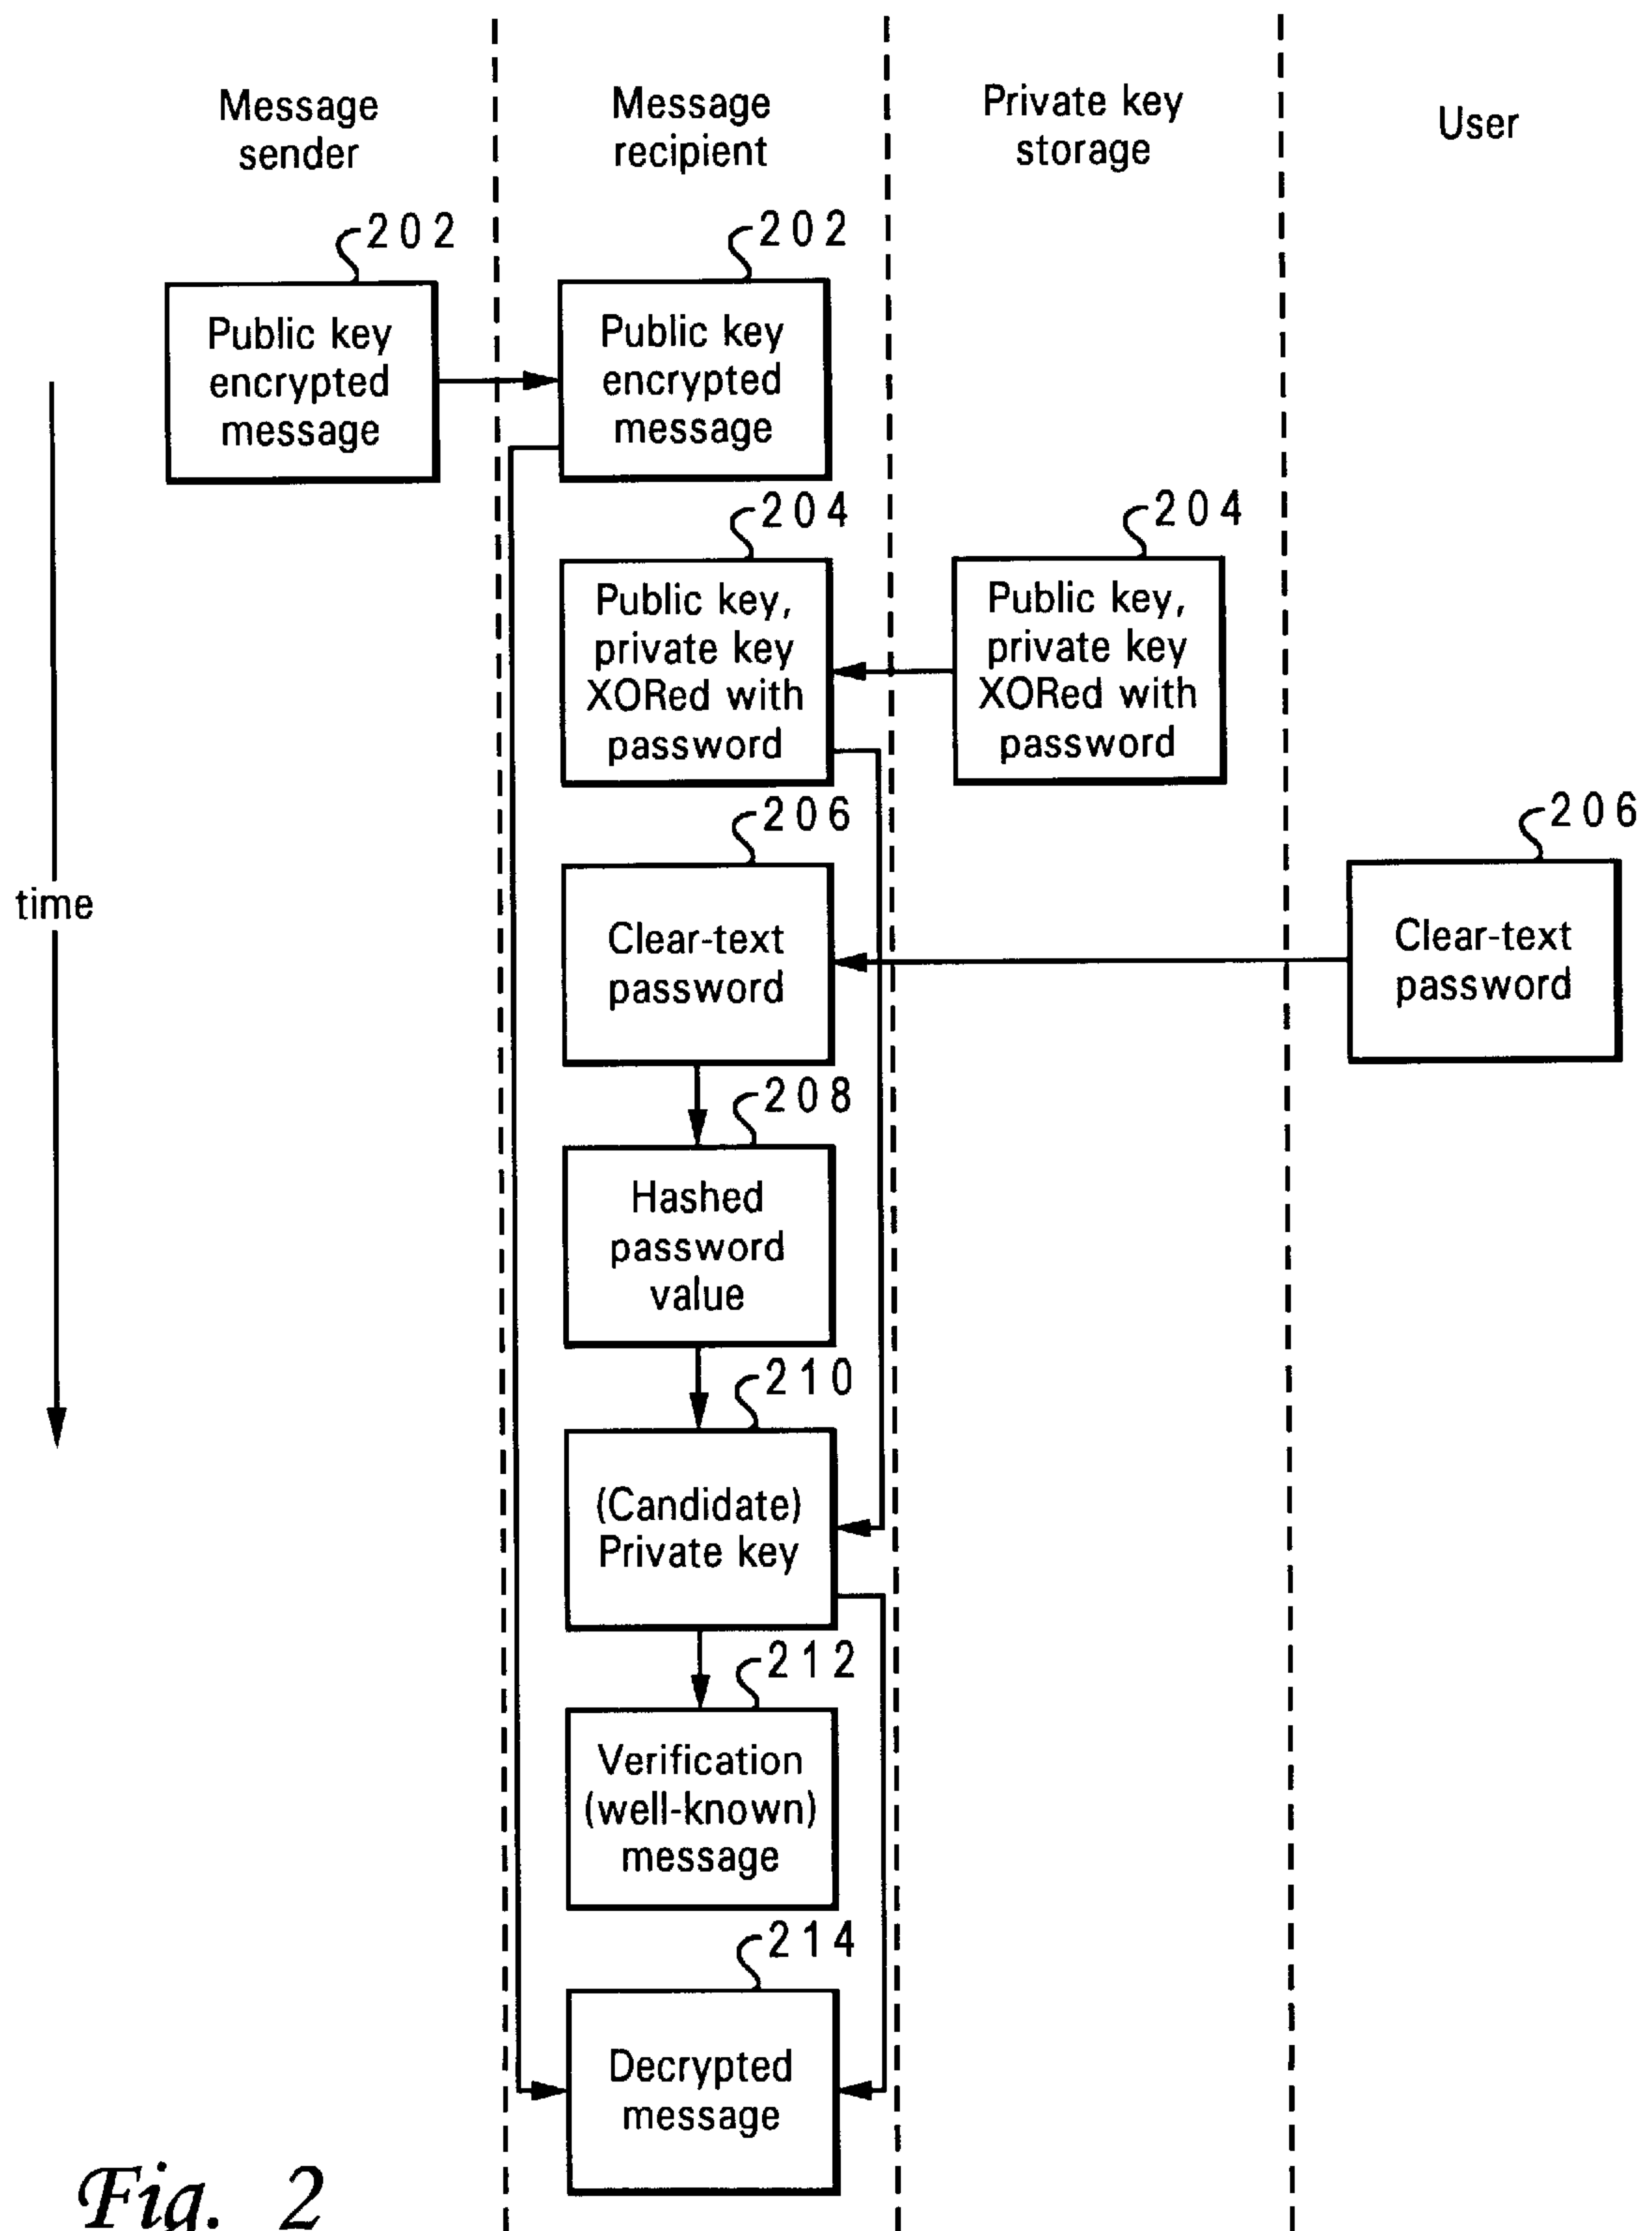 Message
sender
Message
recipient
Private key
storage
User
202
202
Public key
encrypted
message
Public key
encrypted
message
204
204
Public key,
private key
XORed with
password
Public key,
private key
XORed with
password
206
206
time
Clear-text
password
Clear-text
password
208
Hashed
password
value
210
(Candidate)
Private key
212
Verification
(well-known)
message
214
Decrypted
message
Fig. 2